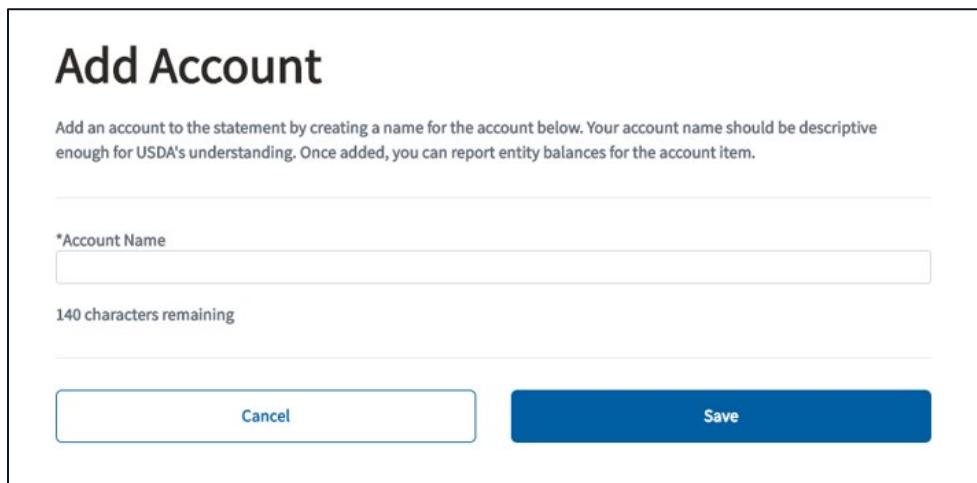 Add Account
Add an account to the statement by creating a name for the account below. Your account name should be descriptive
enough for USDA's understanding. Once added, you can report entity balances for the account item.
*Account Name
140 characters remaining
Cancel
Save